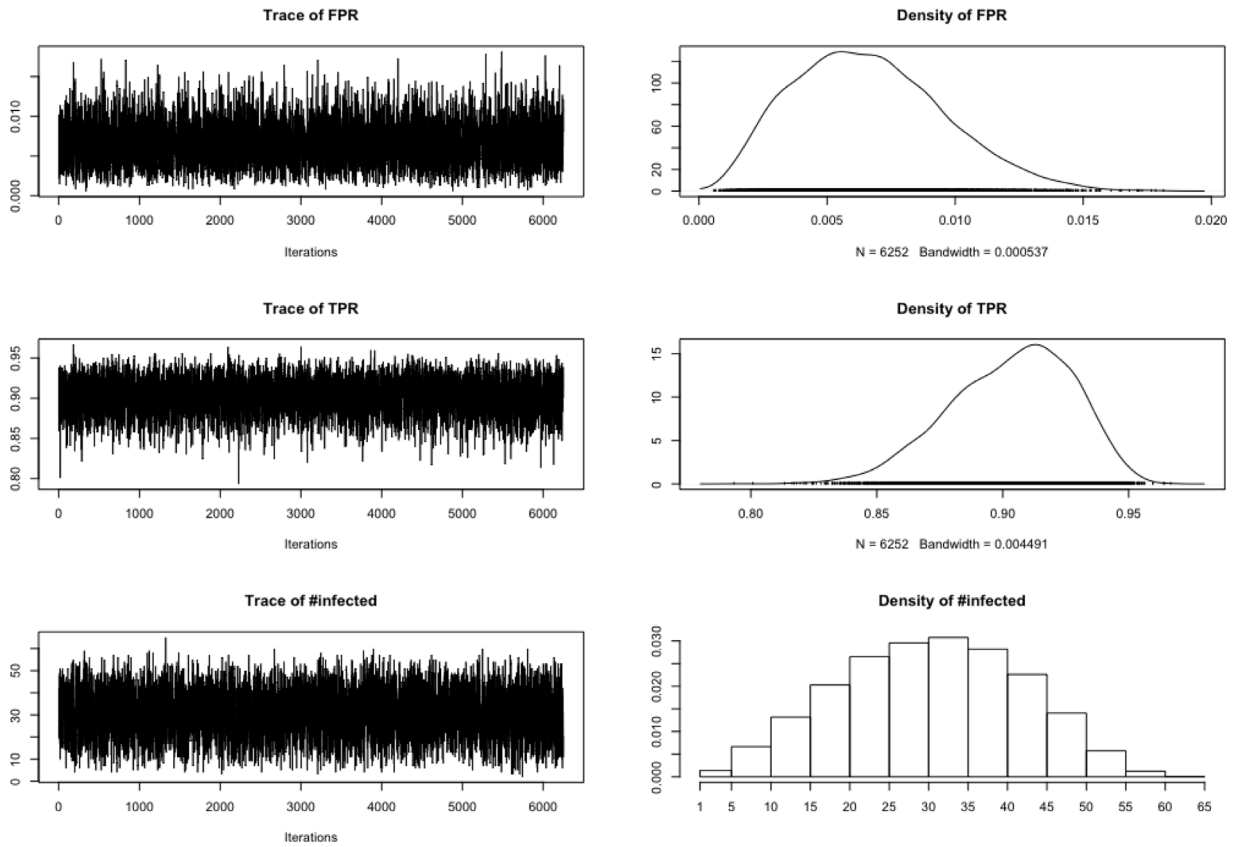 Trace of FPR
0.000 0.010
0 1000 2000 3000 4000 5000 6000
Iterations
Density of FPR
0 20 60 100
0.000 0.005 0.010 0.015 0.020
N = 6252 Bandwidth = 0.000537
Trace of TPR
0.80 0.85 0.90 0.95
0 1000 2000 3000 4000 5000 6000
Iterations
Density of TPR
0 5 10 15
0.80 0.85 0.90 0.95
N = 6252 Bandwidth = 0.004491
Trace of #infected
0 10 30 50
0 1000 2000 3000 4000 5000 6000
Iterations
Density of #infected
0.000 0.010 0.020 0.030
1 5 10 15 20 25 30 35 40 45 50 55 60 65